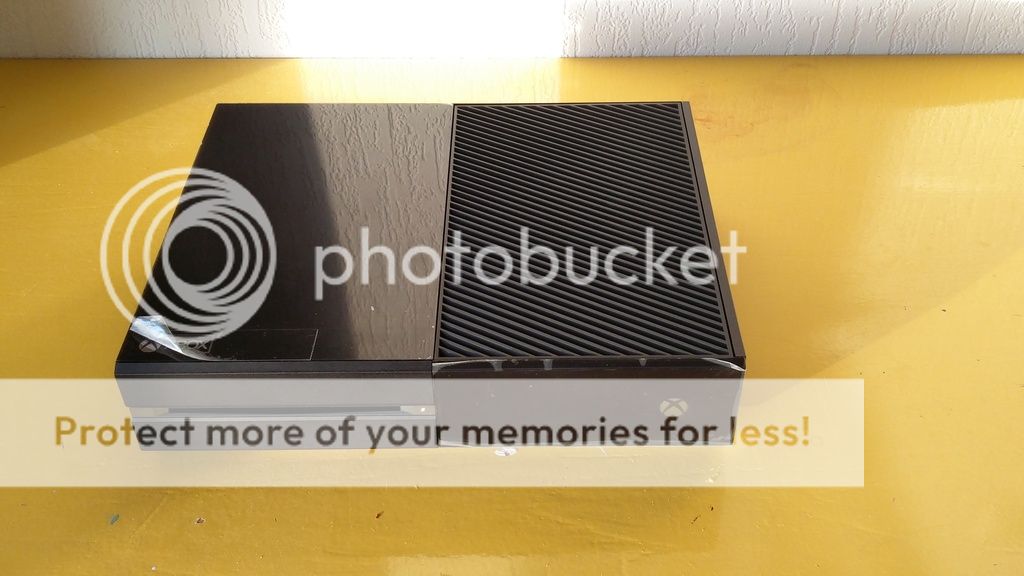 photobucket
Protect more of your memories for less!